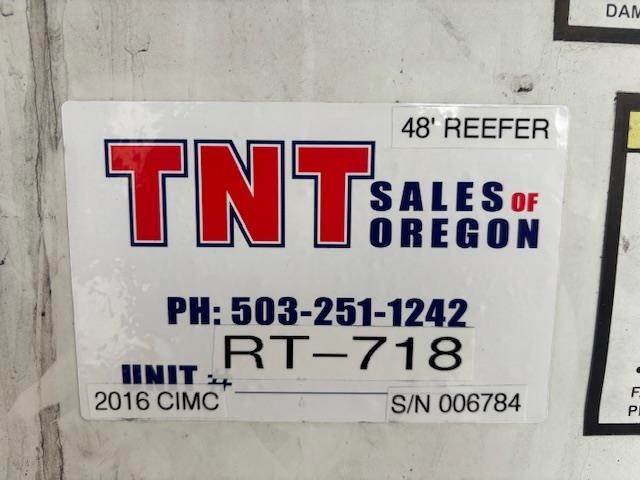 48' REEFER
TNT SALES OF
OREGON
PH: 503-251-1242
UNIT # RT-718
2016 CIMC
S/N 006784